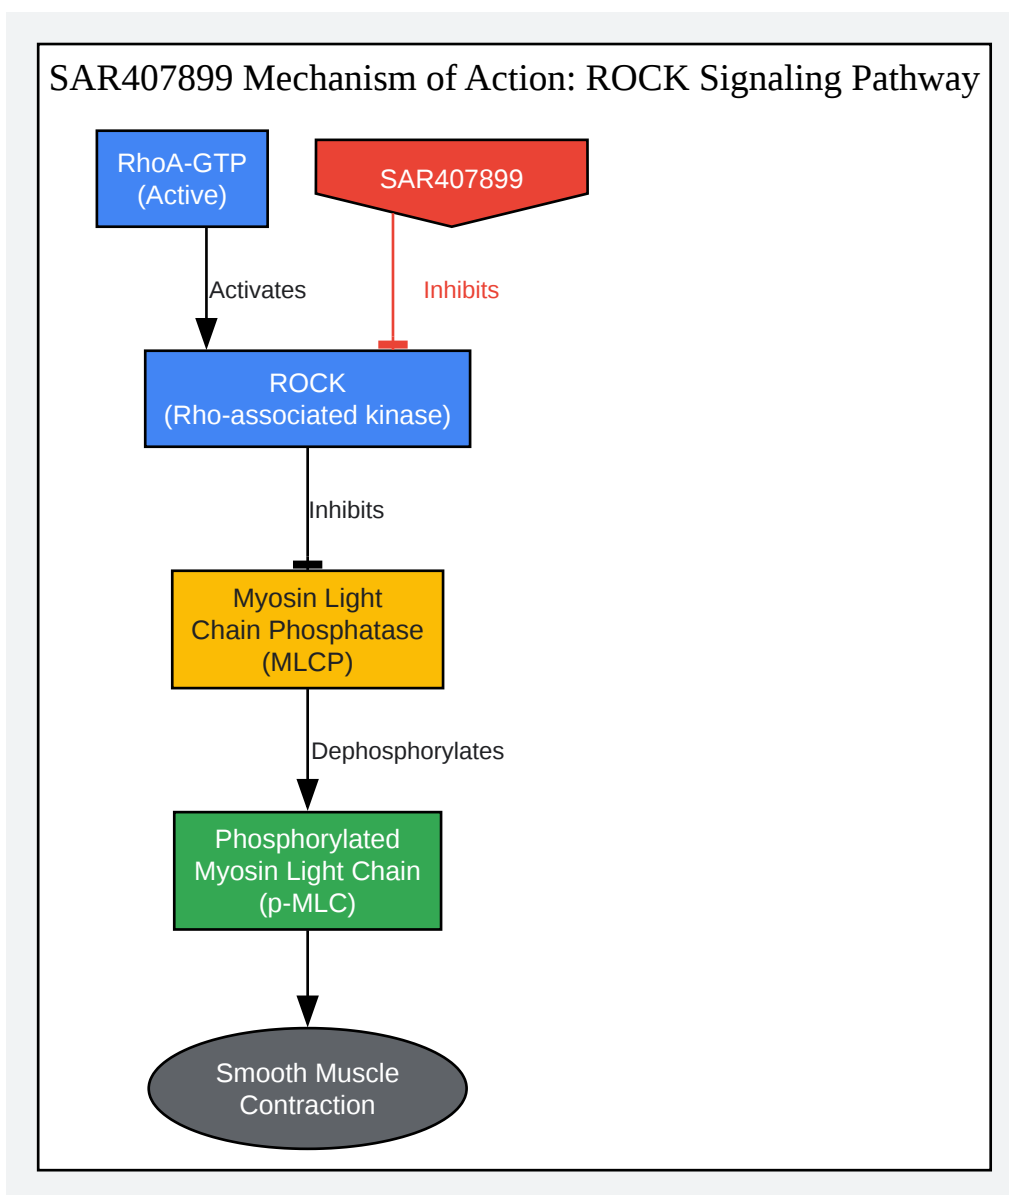 SAR407899 Mechanism of Action: ROCK Signaling Pathway
RhoA-GTP
(Active)
SAR407899
Activates
Inhibits
ROCK
(Rho-associated kinase)
Inhibits
Myosin Light
Chain Phosphatase
(MLCP)
Dephosphorylates
Phosphorylated
Myosin Light Chain
(p-MLC)
Smooth Muscle
Contraction